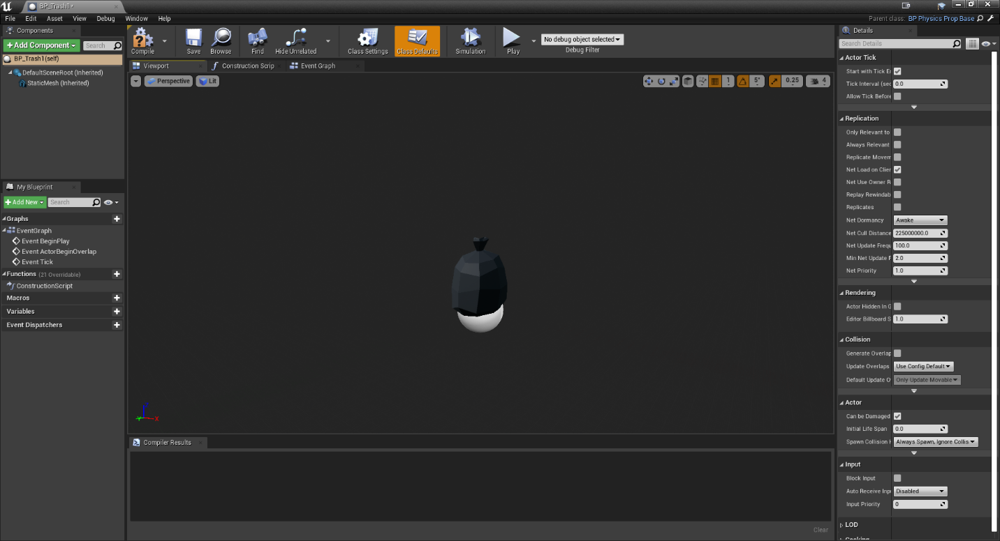 BP_Trash1*
File Edit Asset View Debug Window Help
Parent class: BP Physics Prop Base
Components
+Add Component
Search
BP_Trash1(self)
DefaultSceneRoot (Inherited)
StaticMesh (Inherited)
My Blueprint
+Add New
Search
Graphs
EventGraph
Event BeginPlay
Event ActorBeginOverlap
Event Tick
Functions (21 Overridable)
ConstructionScript
Macros
Variables
Event Dispatchers
Compile
Save
Browse
Find
Hide Unrelated
Class Settings
Class Defaults
Simulation
Play
No debug object selected
Debug Filter
Viewport
Construction Scrip
Event Graph
Perspective
Lit
1
5°
0.25
4
X
Compiler Results
Clear
Details
Search Details
Actor Tick
Start with Tick E
Tick Interval (sec 0.0
Allow Tick Before
Replication
Only Relevant to
Always Relevant
Replicate Movem
Net Load on Clien
Net Use Owner R
Replay Rewindab
Replicates
Net Dormancy Awake
Net Cull Distance 225000000.0
Net Update Frequ 100.0
Min Net Update F 2.0
Net Priority 1.0
Rendering
Actor Hidden In G
Editor Billboard S 1.0
Collision
Generate Overlap
Update Overlaps Use Config Default
Default Update O Only Update Movable
Actor
Can be Damaged
Initial Life Span 0.0
Spawn Collision H Always Spawn, Ignore Collis
Input
Block Input
Auto Receive Inpu Disabled
Input Priority 0
LOD